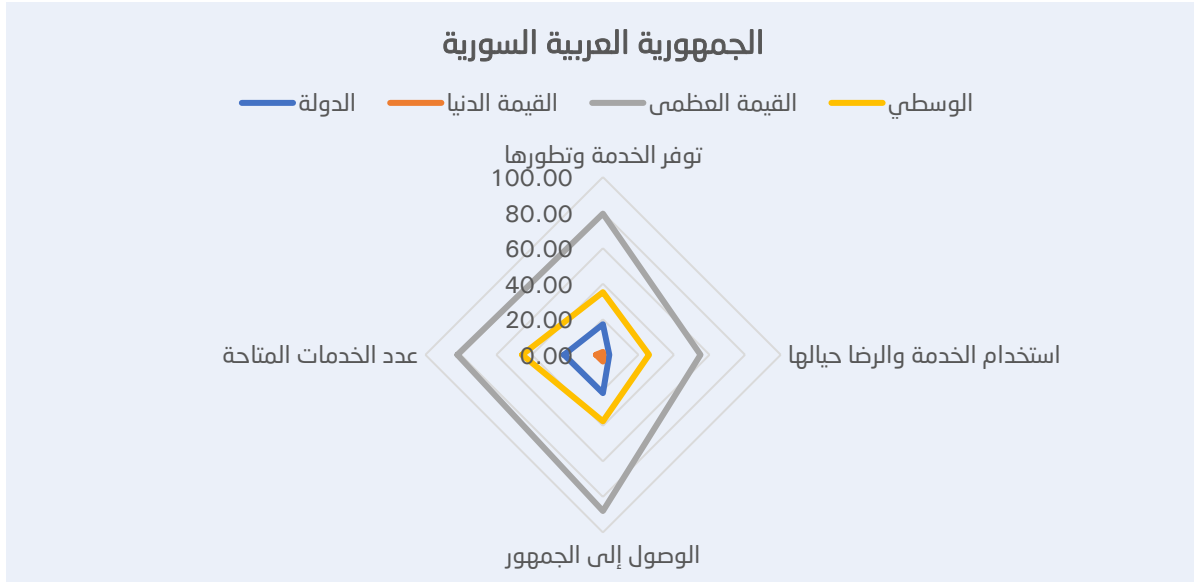 الجمهورية العربية السورية
الدولة القيمة الدنيا القيمة العظمى الوسطي
توفر الخدمة وتطورها
100.00
80.00
60.00
40.00
20.00
0.00
استخدام الخدمة والرضا حيالها
عدد الخدمات المتاحة
الوصول إلى الجمهور